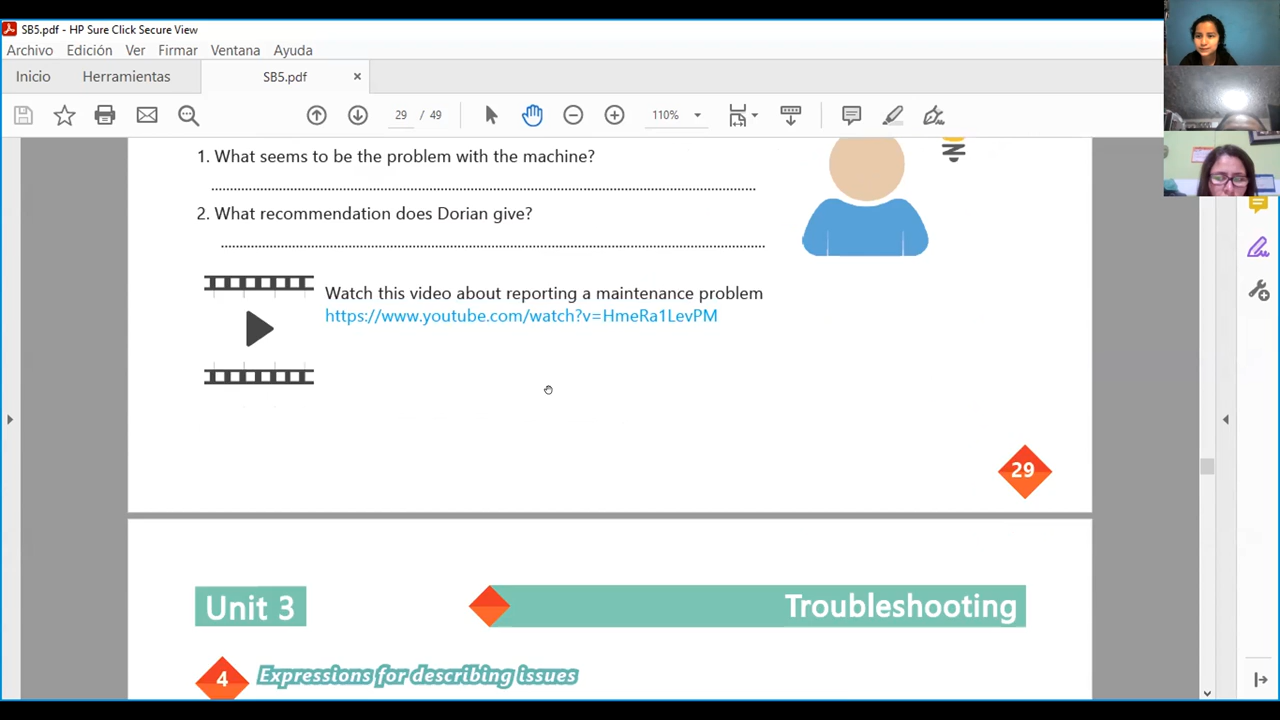 SB5.pdf - HP Sure Click Secure View
Archivo Edición Ver Firmar Ventana Ayuda
Inicio Herramientas SB5.pdf ×
29 / 49 110%
1. What seems to be the problem with the machine?
2. What recommendation does Dorian give?
Watch this video about reporting a maintenance problem
https://www.youtube.com/watch?v=HmeRa1LevPM
29
Unit 3 Troubleshooting
4 Expressions for describing issues